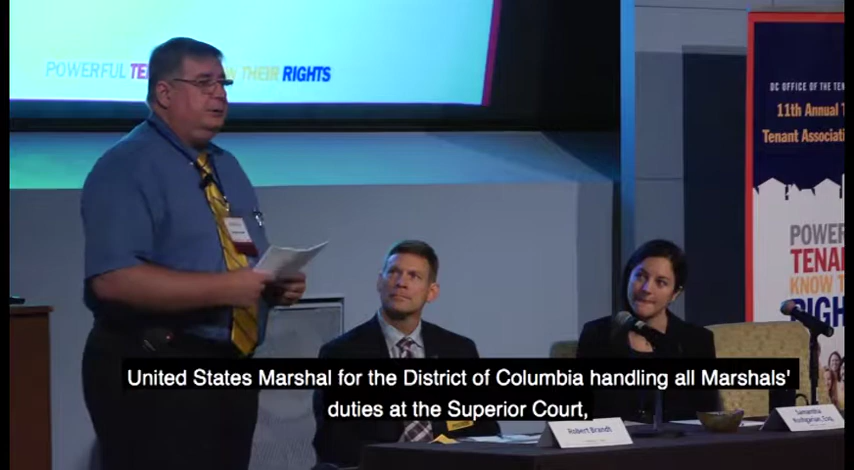 POWERFUL TE
OW THEIR RIGHTS
DC OFFICE OF THE TEN
11th Annual T
Tenant Associati
POWER
TENA
KNOW T
RIGH
United States Marshal for the District of Columbia handling all Marshals'
duties at the Superior Court,
Robert Brandt
Samantha